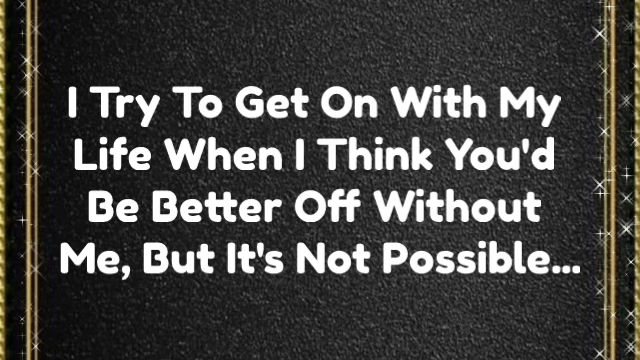 I Try To Get On With My
Life When I Think You'd
Be Better Off Without
Me, But It's Not Possible...